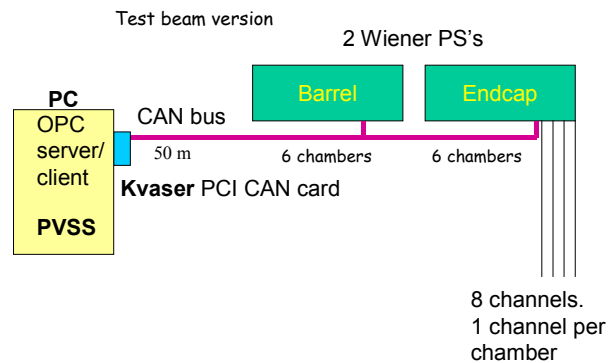 Test beam version
2 Wiener PS's
Barrel
Endcap
PC
OPC
server/
client
PVSS
CAN bus
50 m
6 chambers
6 chambers
Kvaser PCI CAN card
8 channels.
1 channel per
chamber